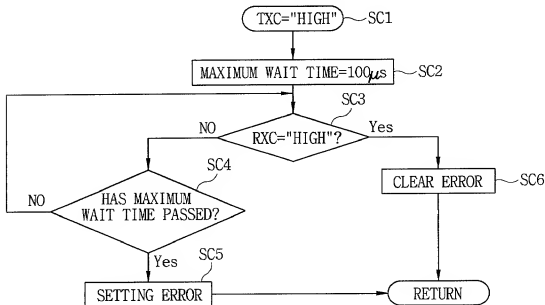 TXC="HIGH"
SC1
MAXIMUM WAIT TIME=100μs
SC2
SC3
NO
RXC="HIGH"?
Yes
SC4
NO
HAS MAXIMUM
WAIT TIME PASSED?
CLEAR ERROR
SC6
Yes
SC5
SETTING ERROR
RETURN